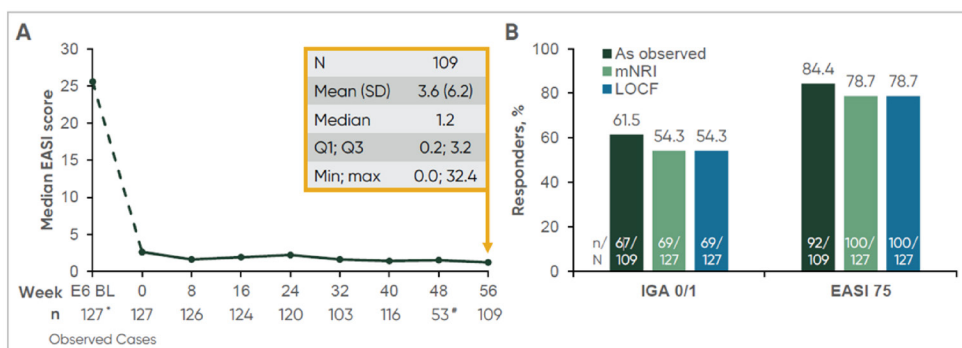 A
30
25
20
15
10
5
0
Median EASI score
N 109
Mean (SD) 3.6 (6.2)
Median 1.2
Q1; Q3 0.2; 3.2
Min; max 0.0; 32.4
Week E6 BL 0 8 16 24 32 40 48 56
n 127* 127 126 124 120 103 116 53# 109
Observed Cases
B
100
80
60
40
20
0
Responders, %
As observed
mNRI
LOCF
61.5 54.3 54.3
84.4 78.7 78.7
n/ 67/ 69/ 69/ 92/ 100/ 100/
N 109 127 127 109 127 127
IGA 0/1 EASI 75